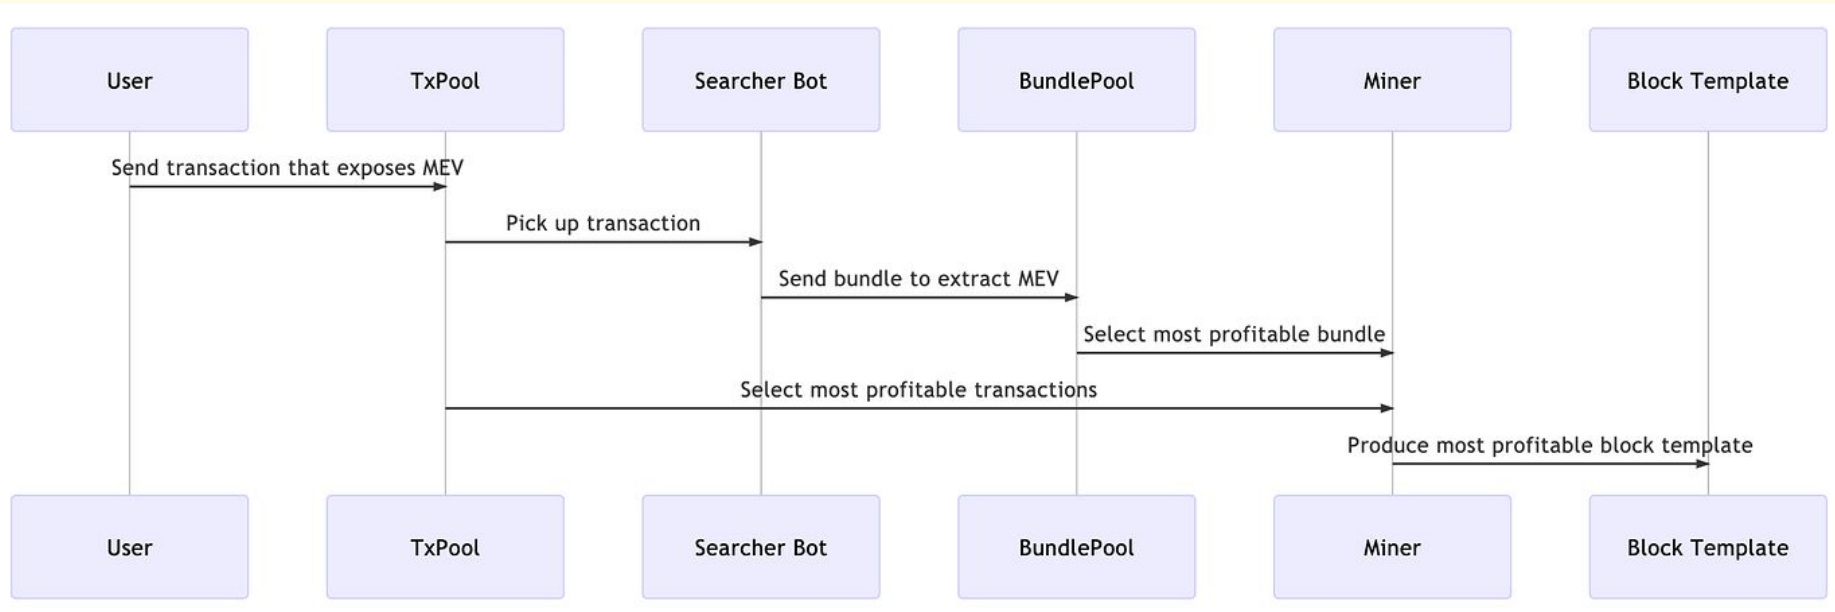 User
TxPool
Searcher Bot
BundlePool
Miner
Block Template
Send transaction that exposes MEV
Pick up transaction
Send bundle to extract MEV
Select most profitable bundle
Select most profitable transactions
Produce most profitable block template
User
TxPool
Searcher Bot
BundlePool
Miner
Block Template